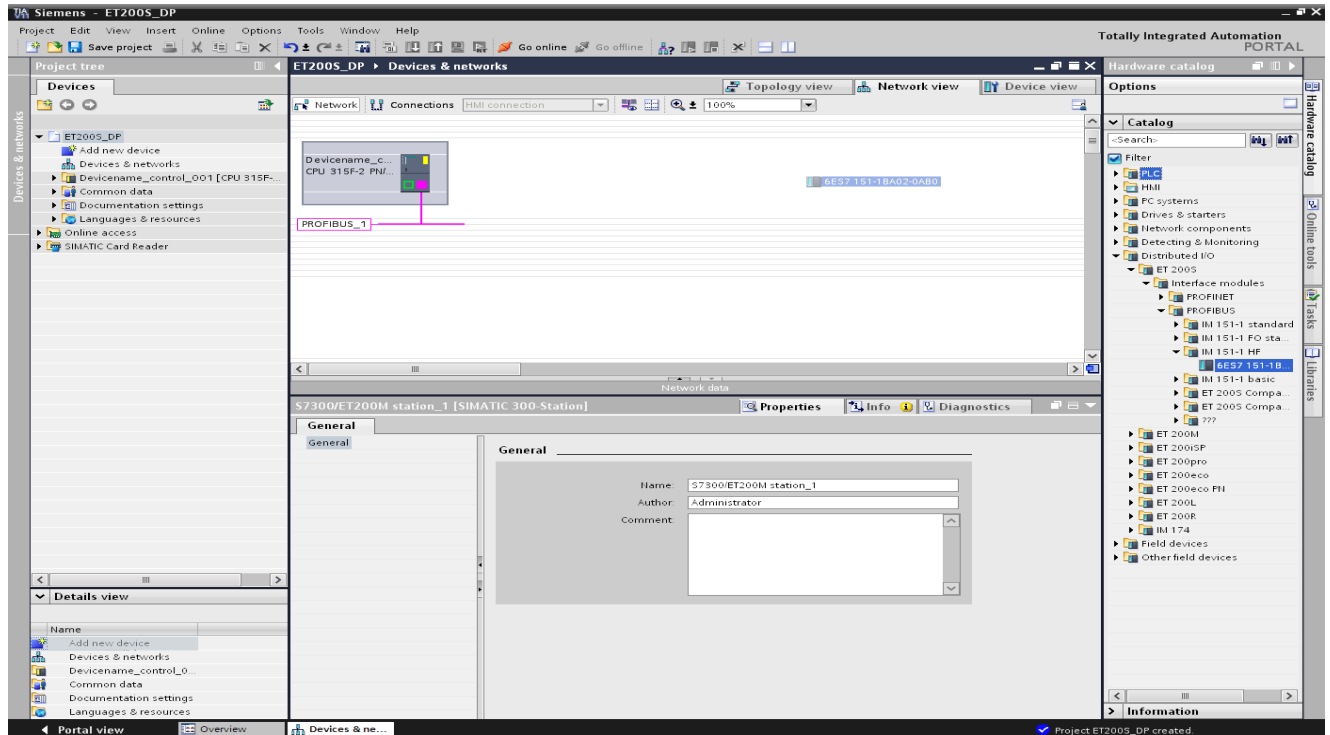 Siemens - ET200S_DP
Project Edit View Insert Online Options Tools Window Help
Save project
Go online
Go offline
Totally Integrated Automation
PORTAL
Project tree
Devices
Devices & networks
ET200S_DP
Add new device
Devices & networks
Devicename_control_001 [CPU 315F-...
Common data
Documentation settings
Languages & resources
Online access
SIMATIC Card Reader
Details view
Name
Add new device
Devices & networks
Devicename_control_0...
Common data
Documentation settings
Languages & resources
ET200S_DP
Devices & networks
Topology view
Network view
Device view
Network
Connections
HMI connection
100%
Devicename_c...
CPU 315F-2 PN/...
6ES7 151-1BA02-0AB0
PROFIBUS_1
Network data
S7300/ET200M station_1 [SIMATIC 300-Station]
Properties
Info
Diagnostics
General
General
General
Name: S7300/ET200M station_1
Author: Administrator
Comment:
Hardware catalog
Options
Catalog
<Search>
Filter
PLC
HMI
PC systems
Drives & starters
Network components
Detecting & Monitoring
Distributed I/O
ET 200S
Interface modules
PROFINET
PROFIBUS
IM 151-1 standard
IM 151-1 FO sta...
IM 151-1 HF
6ES7 151-1B...
IM 151-1 basic
ET 200S Compa...
ET 200S Compa...
???
ET 200M
ET 200iSP
ET 200pro
ET 200eco
ET 200eco PN
ET 200L
ET 200R
IM 174
Field devices
Other field devices
Information
Hardware catalog
Online tools
Tasks
Libraries
Portal view
Overview
Devices & ne...
Project ET200S_DP created.